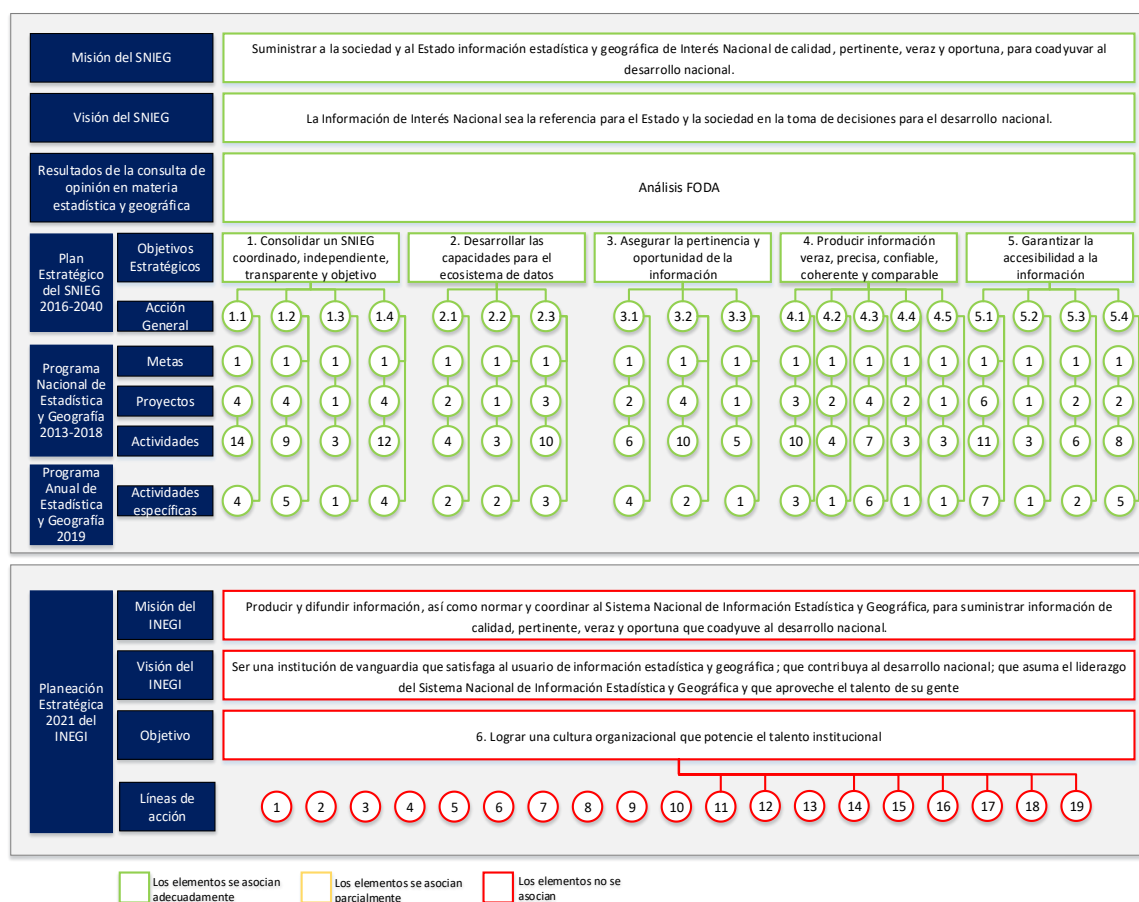 Misión del SNIEG
Suministrar a la sociedad y al Estado información estadística y geográfica de Interés Nacional de calidad, pertinente, veraz y oportuna, para coadyuvar al
desarrollo nacional.
Visión del SNIEG
La Información de Interés Nacional sea la referencia para el Estado y la sociedad en la toma de decisiones para el desarrollo nacional.
Resultados de la consulta de
opinión en materia
estadística y geográfica
Análisis FODA
Plan
Estratégico
del SNIEG
2016-2040
Objetivos
Estratégicos
1. Consolidar un SNIEG
coordinado, independiente,
transparente y objetivo
2. Desarrollar las
capacidades para el
ecosistema de datos
3. Asegurar la pertinencia y
oportunidad de la
información
4. Producir información
veraz, precisa, confiable,
coherente y comparable
5. Garantizar la
accesibilidad a la
información
Acción
General
1.1 1.2 1.3 1.4 2.1 2.2 2.3 3.1 3.2 3.3 4.1 4.2 4.3 4.4 4.5 5.1 5.2 5.3 5.4
Programa
Nacional de
Estadística
y Geografía
2013-2018
Metas
1 1 1 1 1 1 1 1 1 1 1 1 1 1 1 1 1 1 1
Proyectos
4 4 1 4 2 1 3 2 4 1 3 2 4 2 1 6 1 2 2
Actividades
14 9 3 12 4 3 10 6 10 5 10 4 7 3 3 11 3 6 8
Programa
Anual de
Estadística
y Geografía
2019
Actividades
específicas
4 5 1 4 2 2 3 4 2 1 3 1 6 1 1 7 1 2 5
Planeación
Estratégica
2021 del
INEGI
Misión del
INEGI
Producir y difundir información, así como normar y coordinar al Sistema Nacional de Información Estadística y Geográfica, para suministrar información de
calidad, pertinente, veraz y oportuna que coadyuve al desarrollo nacional.
Visión del
INEGI
Ser una institución de vanguardia que satisfaga al usuario de información estadística y geográfica; que contribuya al desarrollo nacional; que asuma el liderazgo
del Sistema Nacional de Información Estadística y Geográfica y que aproveche el talento de su gente
Objetivo
6. Lograr una cultura organizacional que potencie el talento institucional
Líneas de
acción
1 2 3 4 5 6 7 8 9 10 11 12 13 14 15 16 17 18 19
Los elementos se asocian
adecuadamente
Los elementos se asocian
parcialmente
Los elementos no se
asocian